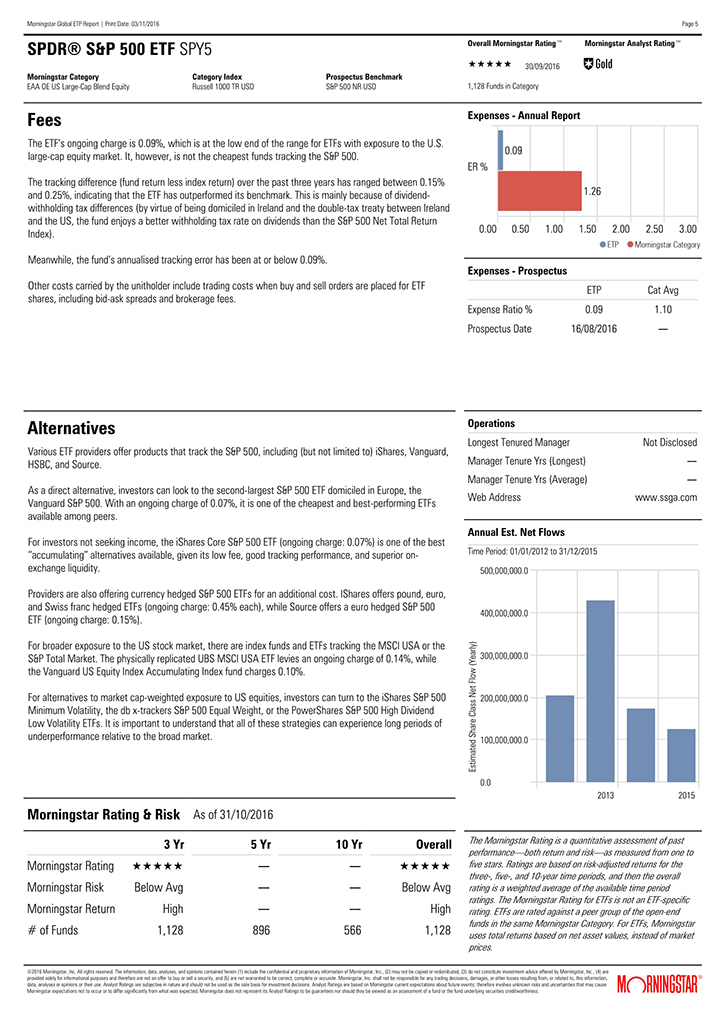 Morningstar Global ETP Report | Print Date: 03/11/2016
Page 5
SPDR® S&P 500 ETF SPY5
Overall Morningstar Rating™
Morningstar Analyst Rating™
★★★★★ 30/09/2016
Gold
Morningstar Category
Category Index
Prospectus Benchmark
EAA OE US Large-Cap Blend Equity
Russell 1000 TR USD
S&P 500 NR USD
1,128 Funds in Category
Fees
The ETF's ongoing charge is 0.09%, which is at the low end of the range for ETFs with exposure to the U.S.
large-cap equity market. It, however, is not the cheapest funds tracking the S&P 500.
The tracking difference (fund return less index return) over the past three years has ranged between 0.15%
and 0.25%, indicating that the ETF has outperformed its benchmark. This is mainly because of dividend-
withholding tax differences (by virtue of being domiciled in Ireland and the double-tax treaty between Ireland
and the US, the fund enjoys a better withholding tax rate on dividends than the S&P 500 Net Total Return
Index).
Meanwhile, the fund's annualised tracking error has been at or below 0.09%.
Other costs carried by the unitholder include trading costs when buy and sell orders are placed for ETF
shares, including bid-ask spreads and brokerage fees.
Expenses - Annual Report
ER %
0.09
1.26
0.00 0.50 1.00 1.50 2.00 2.50 3.00
ETP Morningstar Category
Expenses - Prospectus
ETP Cat Avg
Expense Ratio % 0.09 1.10
Prospectus Date 16/08/2016 —
Alternatives
Various ETF providers offer products that track the S&P 500, including (but not limited to) iShares, Vanguard,
HSBC, and Source.
As a direct alternative, investors can look to the second-largest S&P 500 ETF domiciled in Europe, the
Vanguard S&P 500. With an ongoing charge of 0.07%, it is one of the cheapest and best-performing ETFs
available among peers.
For investors not seeking income, the iShares Core S&P 500 ETF (ongoing charge: 0.07%) is one of the best
"accumulating" alternatives available, given its low fee, good tracking performance, and superior on-
exchange liquidity.
Providers are also offering currency hedged S&P 500 ETFs for an additional cost. IShares offers pound, euro,
and Swiss franc hedged ETFs (ongoing charge: 0.45% each), while Source offers a euro hedged S&P 500
ETF (ongoing charge: 0.15%).
For broader exposure to the US stock market, there are index funds and ETFs tracking the MSCI USA or the
S&P Total Market. The physically replicated UBS MSCI USA ETF levies an ongoing charge of 0.14%, while
the Vanguard US Equity Index Accumulating Index fund charges 0.10%.
For alternatives to market cap-weighted exposure to US equities, investors can turn to the iShares S&P 500
Minimum Volatility, the db x-trackers S&P 500 Equal Weight, or the PowerShares S&P 500 High Dividend
Low Volatility ETFs. It is important to understand that all of these strategies can experience long periods of
underperformance relative to the broad market.
Operations
Longest Tenured Manager Not Disclosed
Manager Tenure Yrs (Longest) —
Manager Tenure Yrs (Average) —
Web Address www.ssga.com
Annual Est. Net Flows
Time Period: 01/01/2012 to 31/12/2015
Estimated Share Class Net Flow (Yearly)
500,000,000.0
400,000,000.0
300,000,000.0
200,000,000.0
100,000,000.0
0.0
2013 2015
Morningstar Rating & Risk As of 31/10/2016
3 Yr 5 Yr 10 Yr Overall
Morningstar Rating ★★★★★ — — ★★★★★
Morningstar Risk Below Avg — — Below Avg
Morningstar Return High — — High
# of Funds 1,128 896 566 1,128
The Morningstar Rating is a quantitative assessment of past
performance—both return and risk—as measured from one to
five stars. Ratings are based on risk-adjusted returns for the
three-, five-, and 10-year time periods, and then the overall
rating is a weighted average of the available time period
ratings. The Morningstar Rating for ETFs is not an ETF-specific
rating. ETFs are rated against a peer group of the open-end
funds in the same Morningstar Category. For ETFs, Morningstar
uses total returns based on net asset values, instead of market
prices.
©2016 Morningstar, Inc. All rights reserved. The information, data, analyses, and opinions contained herein (1) include the confidential and proprietary information of Morningstar, Inc., (2) may not be copied or redistributed, (3) do not constitute investment advice offered by Morningstar, Inc., (4) are
provided solely for informational purposes and therefore are not an offer to buy or sell a security, and (5) are not warranted to be correct, complete or accurate. Morningstar, Inc. shall not be responsible for any trading decisions, damages, or other losses resulting from, or related to, this information,
data, analyses or opinions or their use. Analyst Ratings are subjective in nature and should not be used as the sole basis for investment decisions. Analyst Ratings are based on Morningstar current expectations about future events; therefore involves unknown risks and uncertainties that may cause
Morningstar expectations not to occur or to differ significantly from what was expected. Morningstar does not represent its Analyst Ratings to be guarantees nor should they be viewed as an assessment of a fund or the fund underlying securities creditworthiness.
MORNINGSTAR®